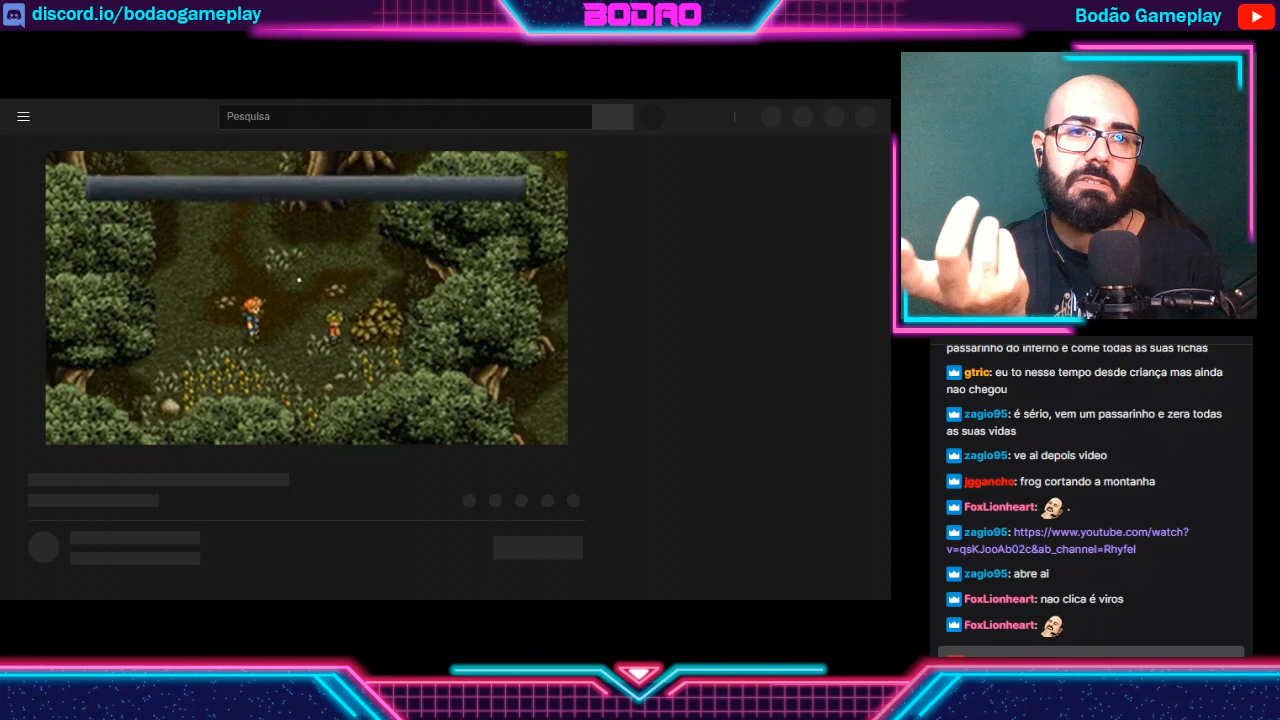 discord.io/bodaogameplay
BODAO
Bodão Gameplay
Pesquisa
passarinho do inferno e come todas as suas fichas
gtric: eu to nesse tempo desde criança mas ainda
nao chegou
zagio95: é sério, vem um passarinho e zera todas
as suas vidas
zagio95: ve ai depois video
jggancho: frog cortando a montanha
FoxLionheart: .
zagio95: https://www.youtube.com/watch?
v=qsKJooAb02c&ab_channel=Rhyfel
zagio95: abre ai
FoxLionheart: nao clica é viros
FoxLionheart: